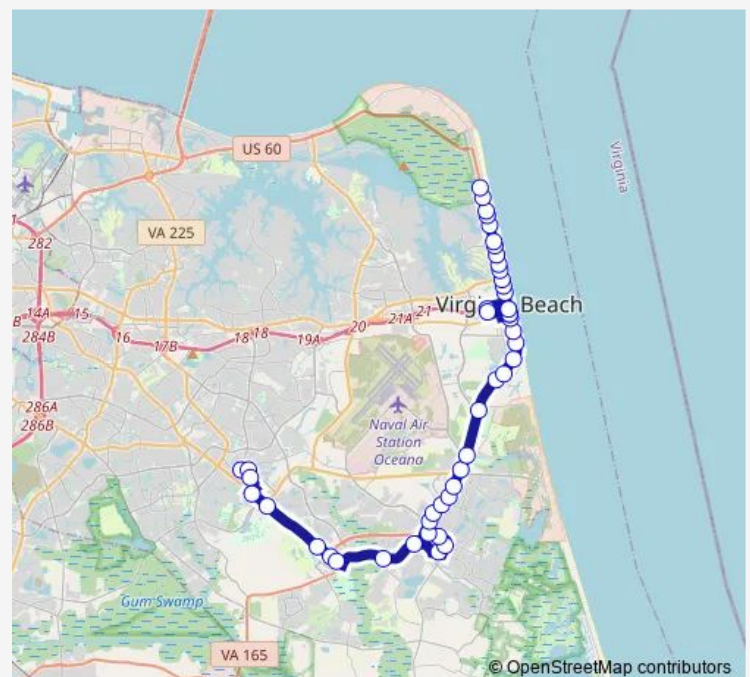 US 60
Virginia
VA 225
282
Virg Beach
14A
15
B
284B
16
17B
18
18
19A
20
21A
21
286A
286B
Naval Air
Station
Oceana
Gum Swamp
VA 165
© OpenStreetMap contributors